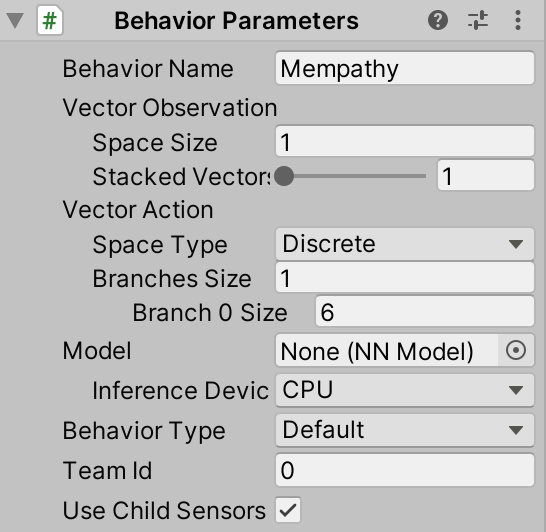 # Behavior Parameters
Behavior Name Mempathy
Vector Observation
Space Size 1
Stacked Vectors 1
Vector Action
Space Type Discrete
Branches Size 1
Branch 0 Size 6
Model None (NN Model)
Inference Devic CPU
Behavior Type Default
Team Id 0
Use Child Sensors